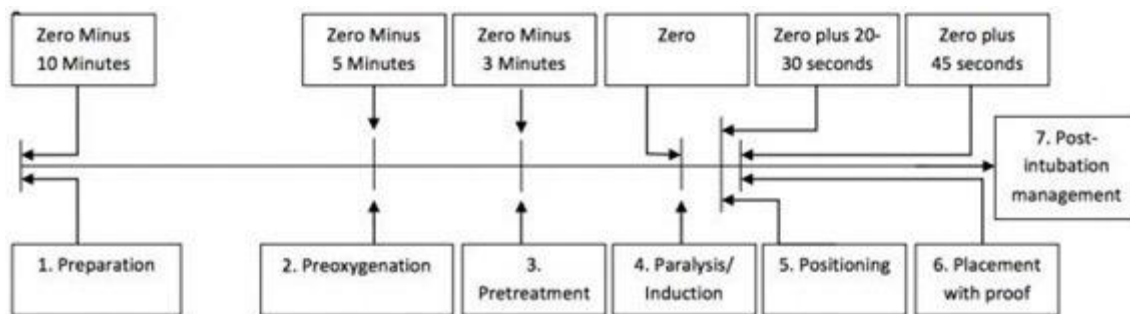 Zero Minus
10 Minutes
Zero Minus
5 Minutes
Zero Minus
3 Minutes
Zero
Zero plus 20-
30 seconds
Zero plus
45 seconds
7. Post-
intubation
management
1. Preparation
2. Preoxygenation
3.
Pretreatment
4. Paralysis/
Induction
5. Positioning
6. Placement
with proof